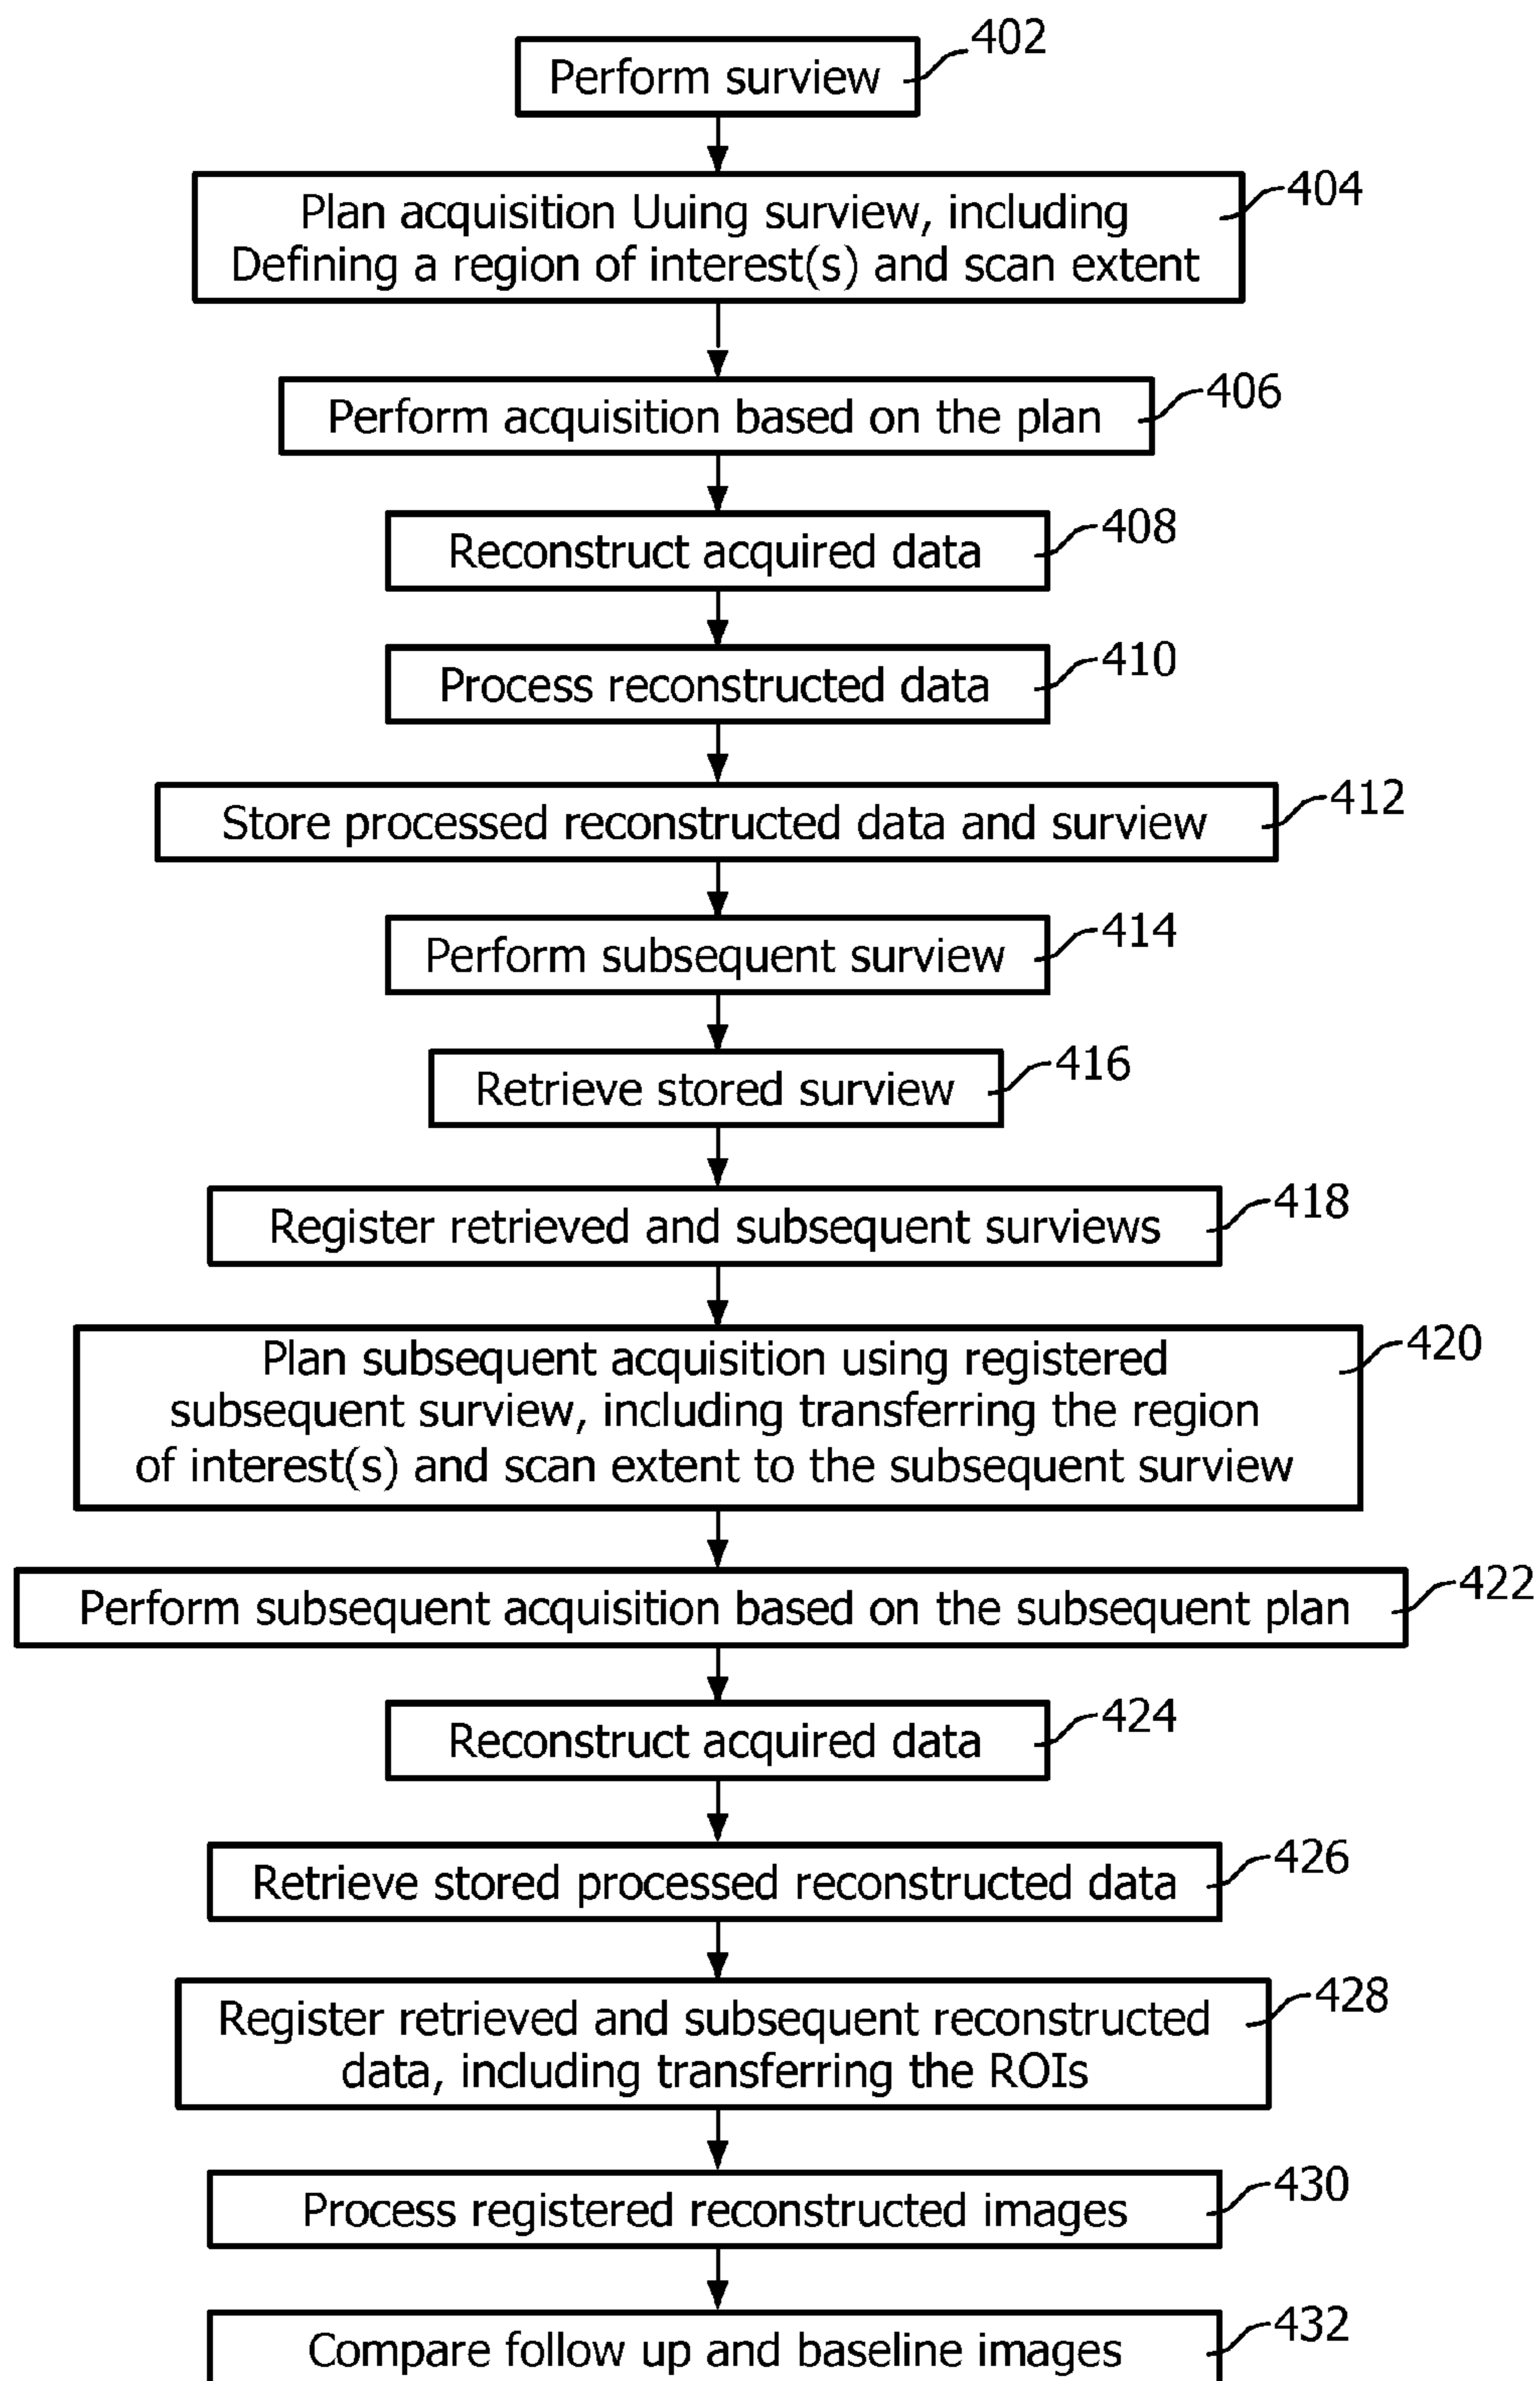 402
Perform surview
404
Plan acquisition Uuing surview, including
Defining a region of interest(s) and scan extent
406
Perform acquisition based on the plan
408
Reconstruct acquired data
410
Process reconstructed data
412
Store processed reconstructed data and surview
414
Perform subsequent surview
416
Retrieve stored surview
418
Register retrieved and subsequent surviews
420
Plan subsequent acquisition using registered
subsequent surview, including transferring the region
of interest(s) and scan extent to the subsequent surview
422
Perform subsequent acquisition based on the subsequent plan
424
Reconstruct acquired data
426
Retrieve stored processed reconstructed data
428
Register retrieved and subsequent reconstructed
data, including transferring the ROIs
430
Process registered reconstructed images
432
Compare follow up and baseline images